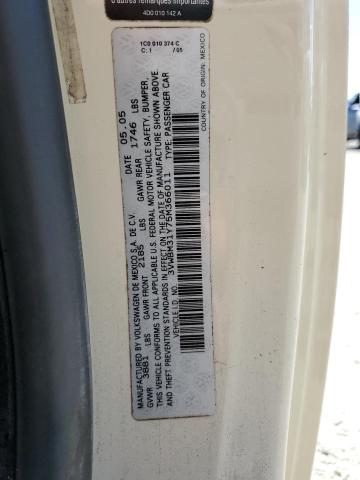 d'autres informations importantes
4D0 010 142 A
1C0 010 374 C
C: 1 /05
MANUFACTURED BY VOLKSWAGEN DE MEXICO S.A. DE C.V. DATE 05.05
GVWR 3881 LBS GAWR FRONT 2185 LBS GAWR REAR 1746 LBS
THIS VEHICLE CONFORMS TO ALL APPLICABLE U.S. FEDERAL MOTOR VEHICLE SAFETY, BUMPER,
AND THEFT PREVENTION STANDARDS IN EFFECT ON THE DATE OF MANUFACTURE SHOWN ABOVE.
VEHICLE I.D. NO.: 3VWBM31Y75M366011 TYPE: PASSENGER CAR
COUNTRY OF ORIGIN: MEXICO